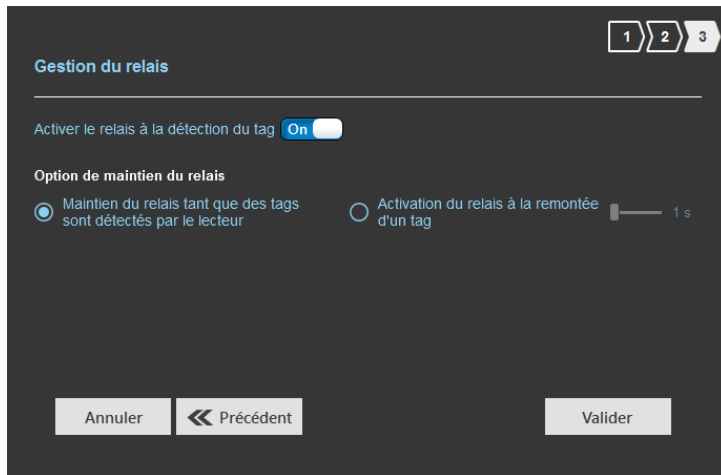 1 2 3
Gestion du relais
Activer le relais à la détection du tag On
Option de maintien du relais
Maintien du relais tant que des tags
sont détectés par le lecteur
Activation du relais à la remontée
d'un tag
1 s
Annuler
Précédent
Valider